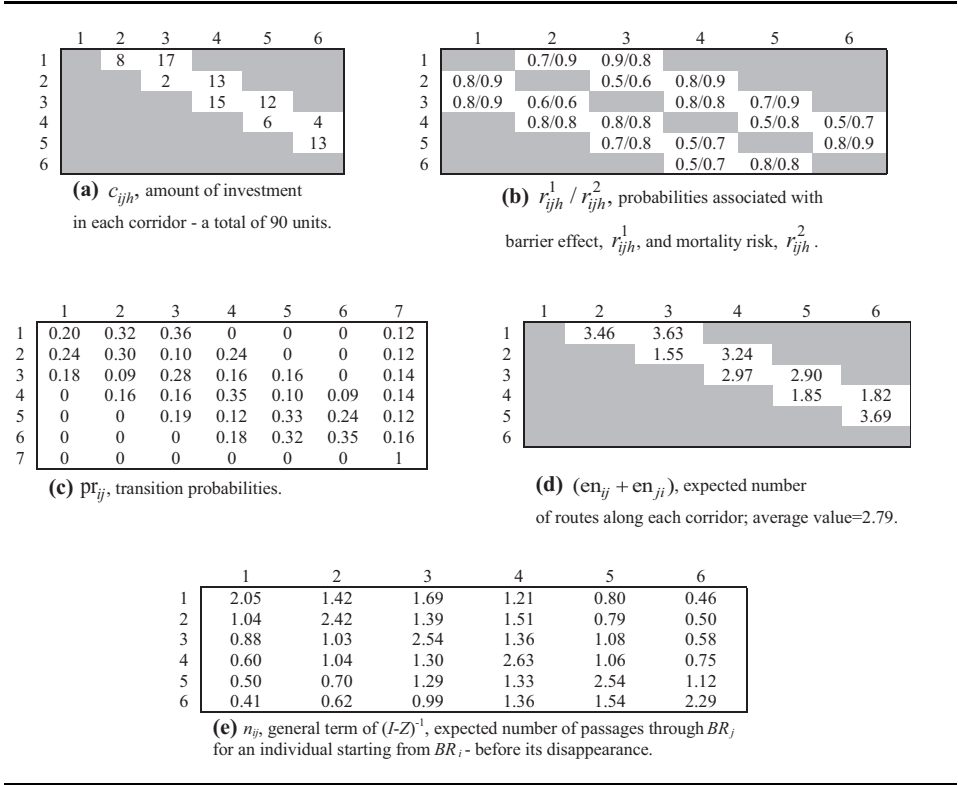 1 2 3 4 5 6
1 8 17
2 2 13
3 15 12
4 6 4
5 13
6
(a) c_ijh, amount of investment
in each corridor - a total of 90 units.
1 2 3 4 5 6
1 0.7/0.9 0.9/0.8
2 0.8/0.9 0.5/0.6 0.8/0.9
3 0.8/0.9 0.6/0.6 0.8/0.8 0.7/0.9
4 0.8/0.8 0.8/0.8 0.5/0.8 0.5/0.7
5 0.7/0.8 0.5/0.7 0.8/0.9
6 0.5/0.7 0.8/0.8
(b) r^1_ijh / r^2_ijh, probabilities associated with
barrier effect, r^1_ijh, and mortality risk, r^2_ijh.
1 2 3 4 5 6 7
1 0.20 0.32 0.36 0 0 0 0.12
2 0.24 0.30 0.10 0.24 0 0 0.12
3 0.18 0.09 0.28 0.16 0.16 0 0.14
4 0 0.16 0.16 0.35 0.10 0.09 0.14
5 0 0 0.19 0.12 0.33 0.24 0.12
6 0 0 0 0.18 0.32 0.35 0.16
7 0 0 0 0 0 0 1
(c) pr_ij, transition probabilities.
1 2 3 4 5 6
1 3.46 3.63
2 1.55 3.24
3 2.97 2.90
4 1.85 1.82
5 3.69
6
(d) (en_ij + en_ji), expected number
of routes along each corridor; average value=2.79.
1 2 3 4 5 6
1 2.05 1.42 1.69 1.21 0.80 0.46
2 1.04 2.42 1.39 1.51 0.79 0.50
3 0.88 1.03 2.54 1.36 1.08 0.58
4 0.60 1.04 1.30 2.63 1.06 0.75
5 0.50 0.70 1.29 1.33 2.54 1.12
6 0.41 0.62 0.99 1.36 1.54 2.29
(e) n_ij, general term of (I-Z)^-1, expected number of passages through BR_j
for an individual starting from BR_i - before its disappearance.